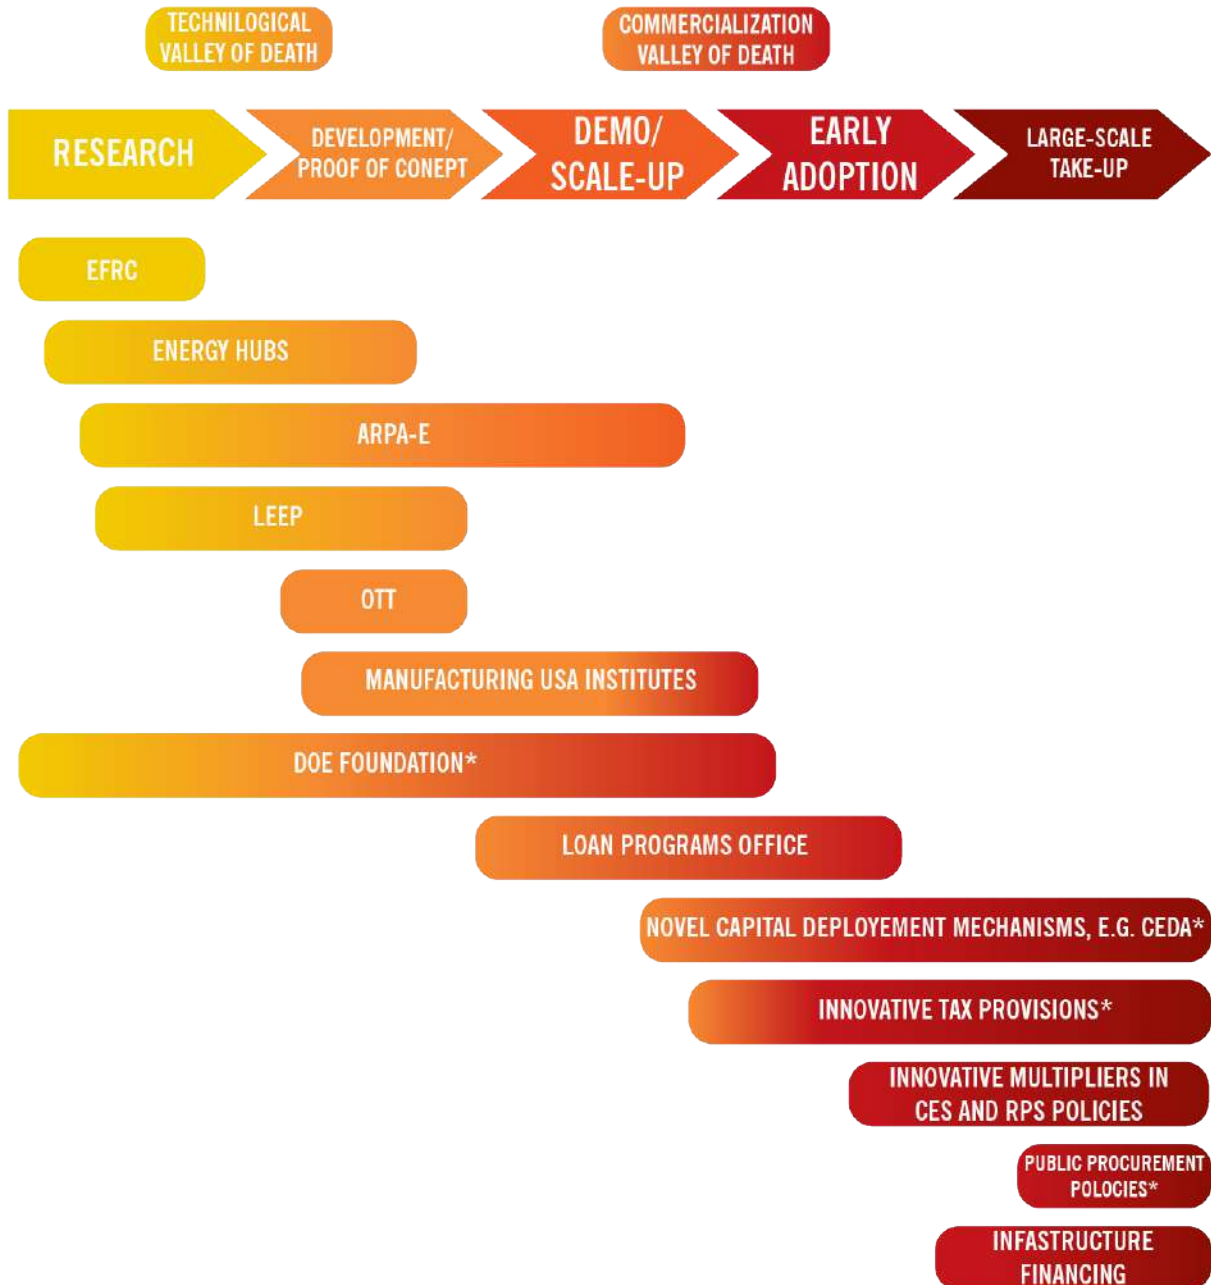 TECHNILOGICAL
VALLEY OF DEATH
COMMERCIALIZATION
VALLEY OF DEATH
RESEARCH
DEVELOPMENT/
PROOF OF CONEPT
DEMO/
SCALE-UP
EARLY
ADOPTION
LARGE-SCALE
TAKE-UP
EFRC
ENERGY HUBS
ARPA-E
LEEP
OTT
MANUFACTURING USA INSTITUTES
DOE FOUNDATION*
LOAN PROGRAMS OFFICE
NOVEL CAPITAL DEPLOYEMENT MECHANISMS, E.G. CEDA*
INNOVATIVE TAX PROVISIONS*
INNOVATIVE MULTIPLIERS IN
CES AND RPS POLICIES
PUBLIC PROCUREMENT
POLOCIES*
INFASTRUCTURE
FINANCING